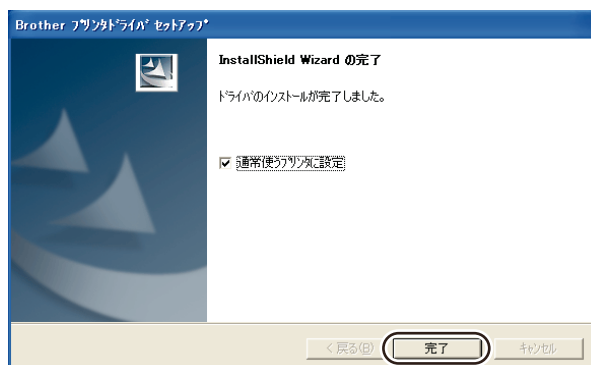 Brother プリンタドライバ セットアップ
InstallShield Wizard の完了
ドライバのインストールが完了しました。
通常使うプリンタに設定
< 戻る(B) 完了 キャンセル